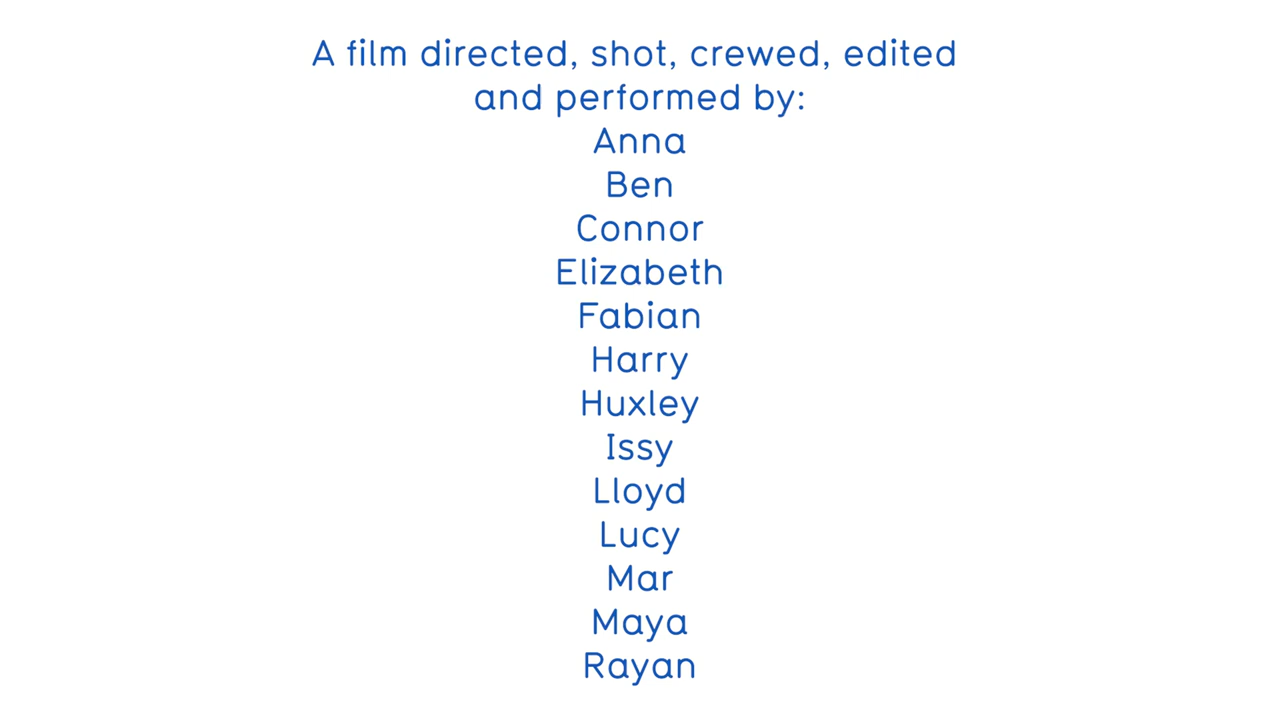 A film directed, shot, crewed, edited
and performed by:
Anna
Ben
Connor
Elizabeth
Fabian
Harry
Huxley
Issy
Lloyd
Lucy
Mar
Maya
Rayan